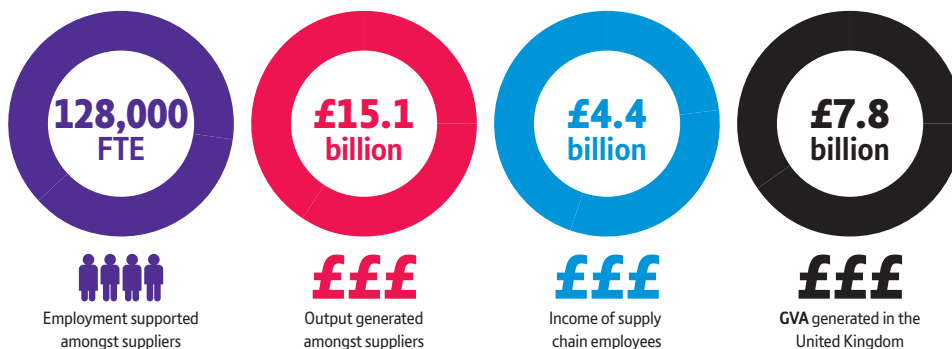 128,000
FTE
£15.1
billion
£4.4
billion
£7.8
billion
£££
£££
£££
Employment supported
amongst suppliers
Output generated
amongst suppliers
Income of supply
chain employees
GVA generated in the
United Kingdom